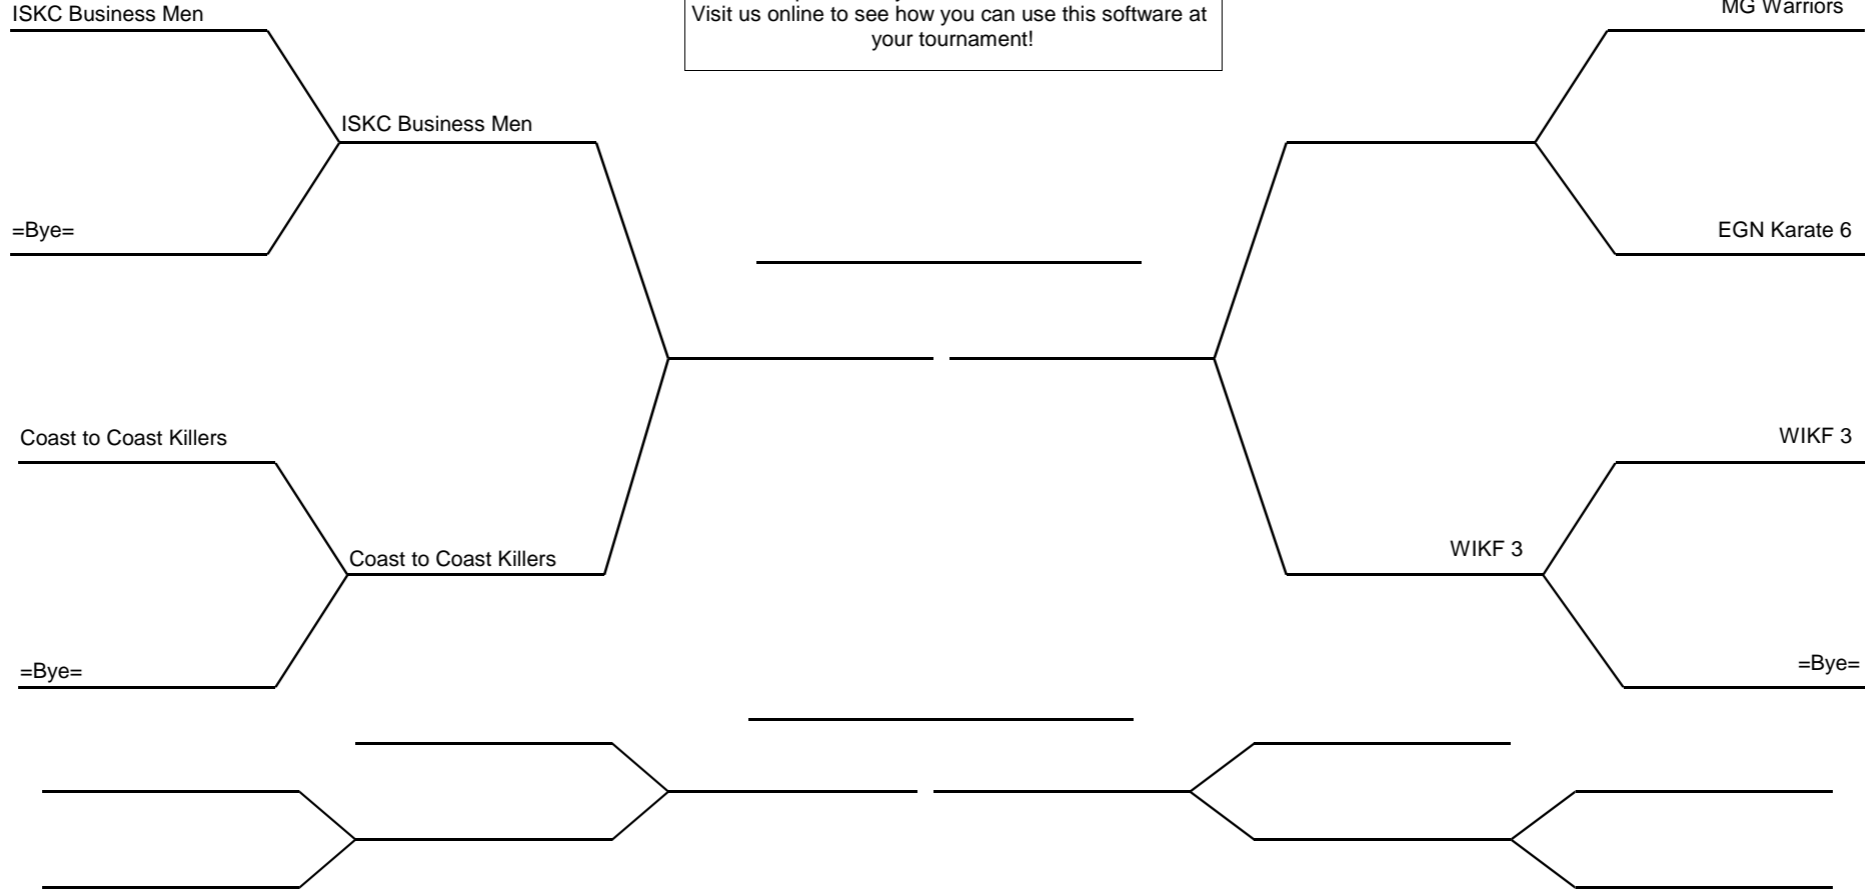 ISKC Business Men
Visit us online to see how you can use this software at
your tournament!
MG Warriors
ISKC Business Men
=Bye=
EGN Karate 6
Coast to Coast Killers
WIKF 3
Coast to Coast Killers
WIKF 3
=Bye=
=Bye=